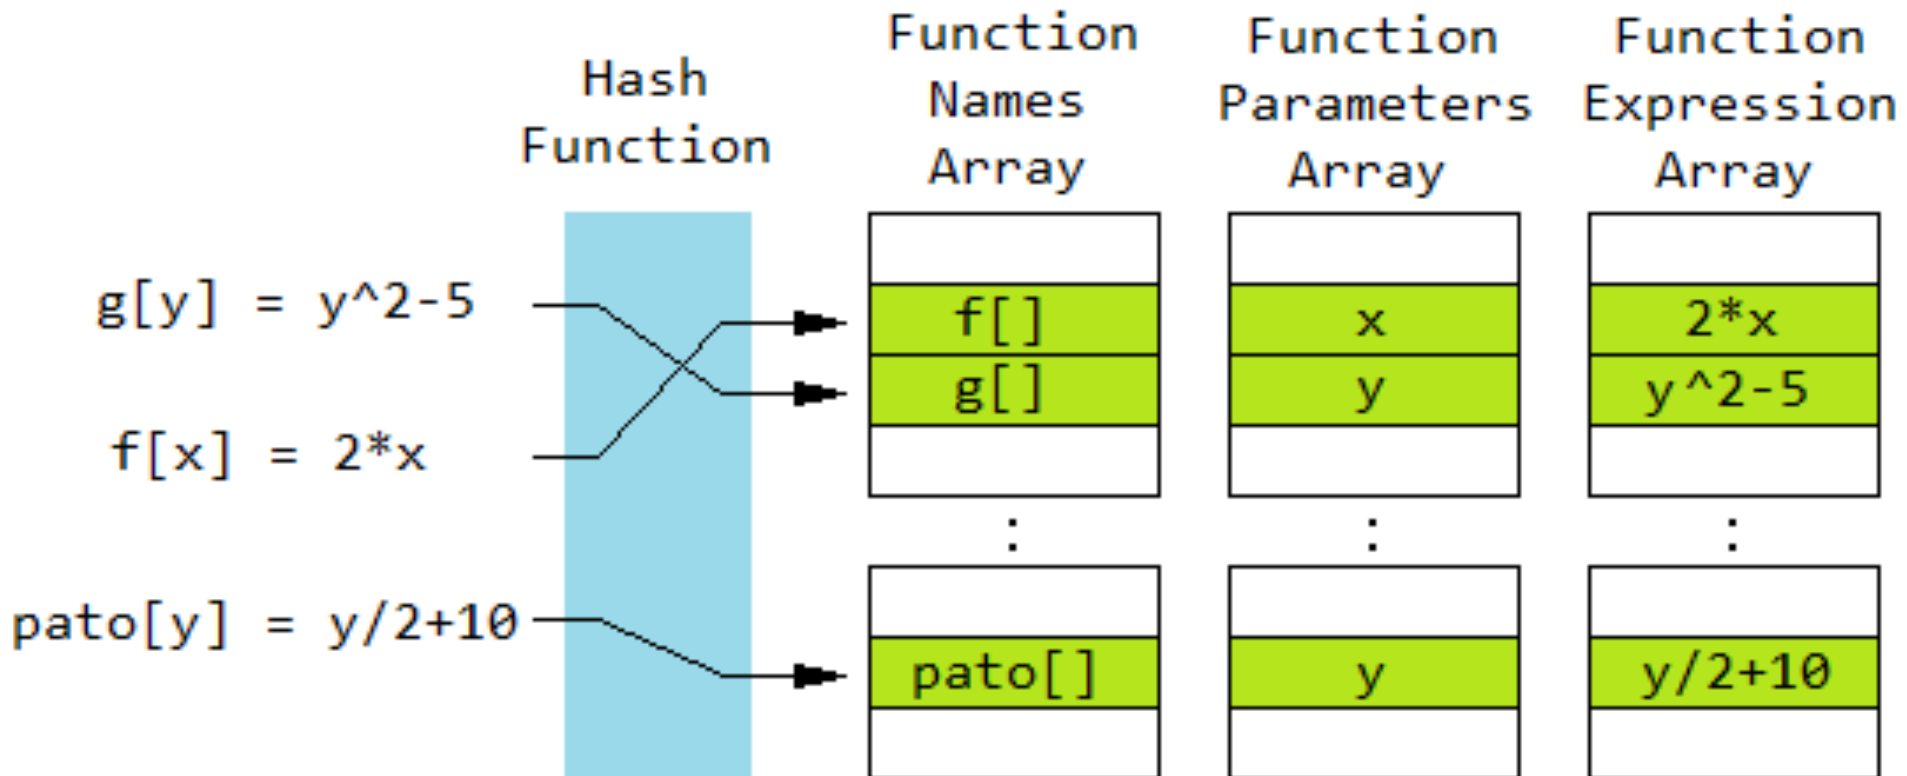 Hash
Function
Function
Names
Array
Function
Parameters
Array
Function
Expression
Array
g[y] = y^2-5
f[x] = 2*x
pato[y] = y/2+10
f[] x 2*x
g[] y y^2-5
: : :
pato[] y y/2+10